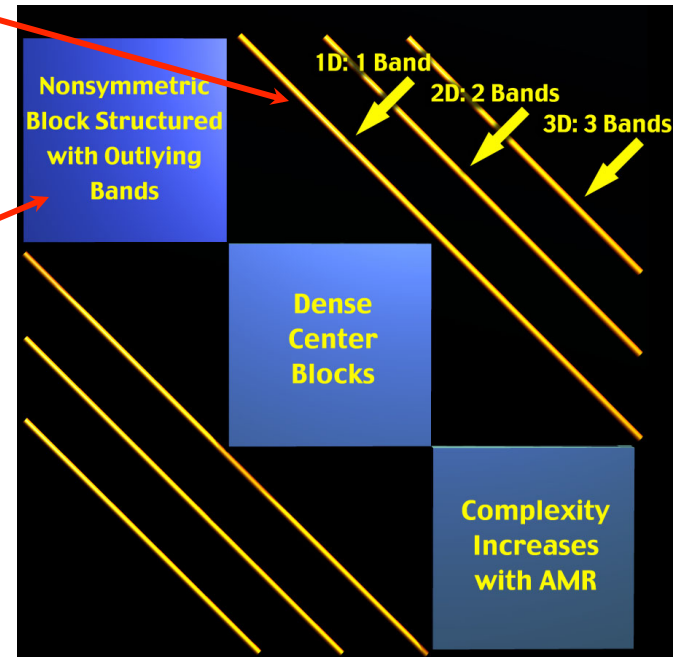 1D: 1 Band
2D: 2 Bands
3D: 3 Bands
Nonsymmetric
Block Structured
with Outlying
Bands
Dense
Center
Blocks
Complexity
Increases
with AMR